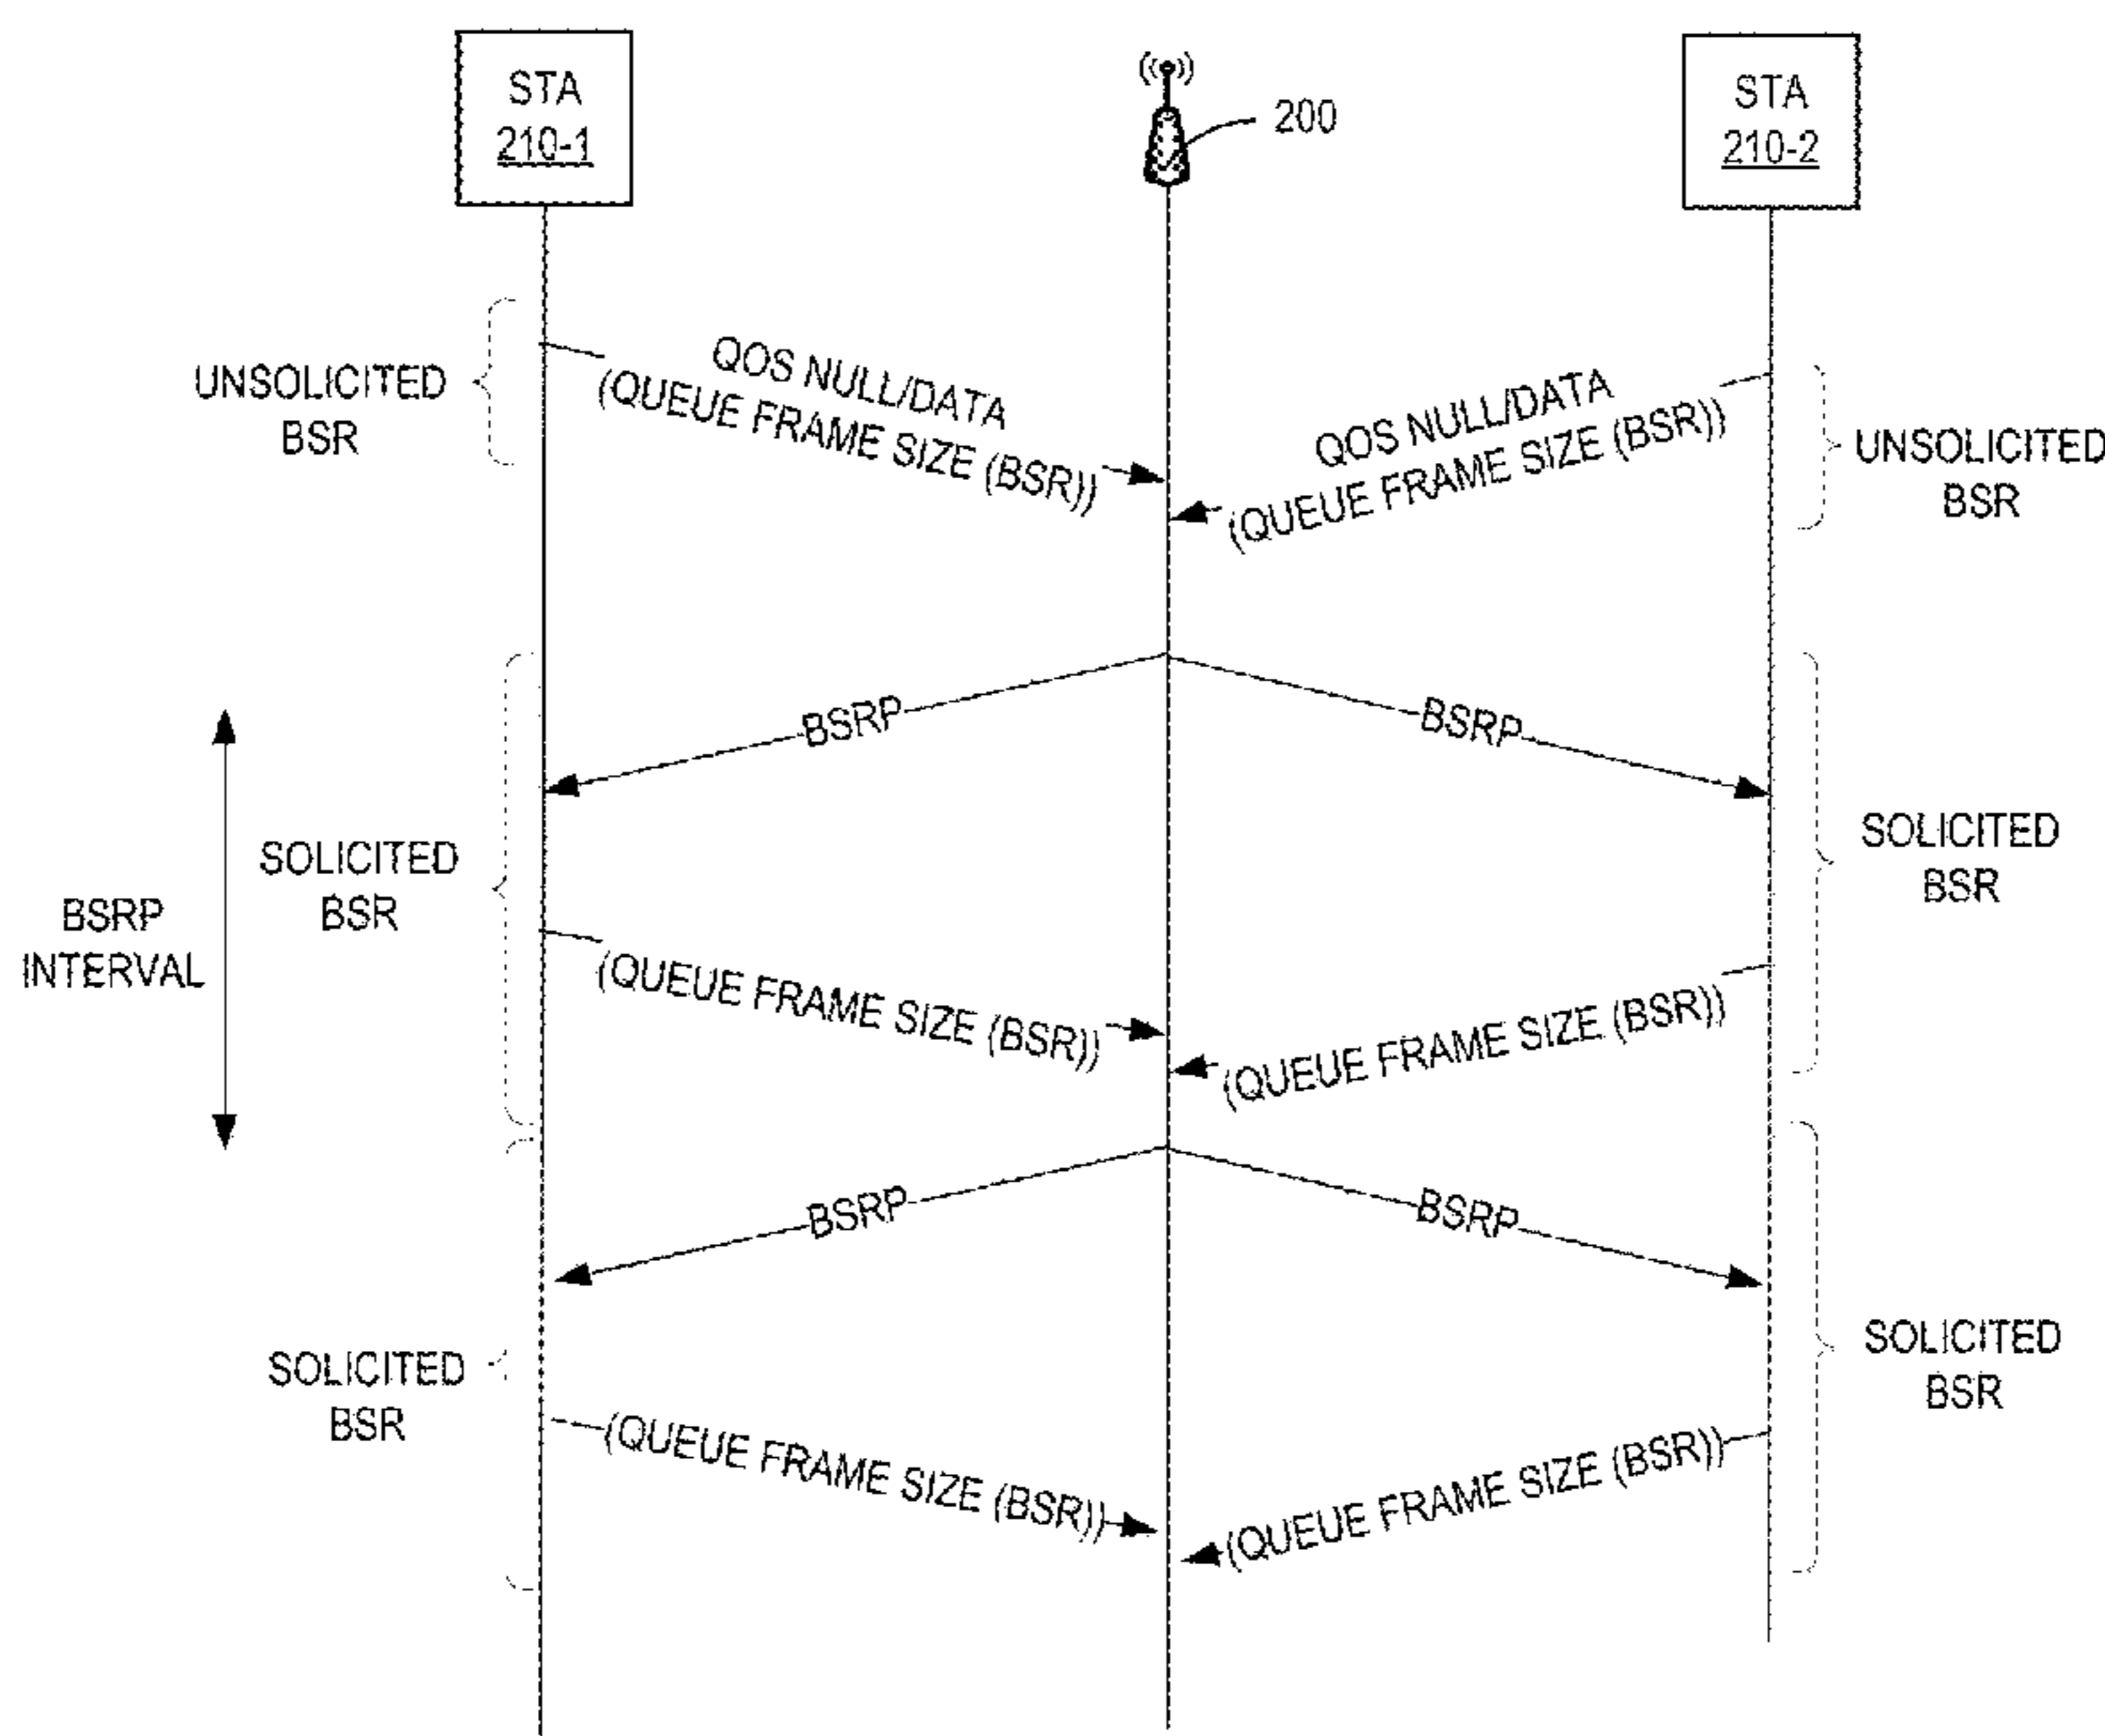 STA
210-1
200
STA
210-2
UNSOLICITED
BSR
QOS NULL/DATA
(QUEUE FRAME SIZE (BSR))
QOS NULL/DATA
(QUEUE FRAME SIZE (BSR))
UNSOLICITED
BSR
BSRP
BSRP
BSRP
INTERVAL
SOLICITED
BSR
SOLICITED
BSR
(QUEUE FRAME SIZE (BSR))
(QUEUE FRAME SIZE (BSR))
BSRP
BSRP
SOLICITED
BSR
SOLICITED
BSR
(QUEUE FRAME SIZE (BSR))
(QUEUE FRAME SIZE (BSR))